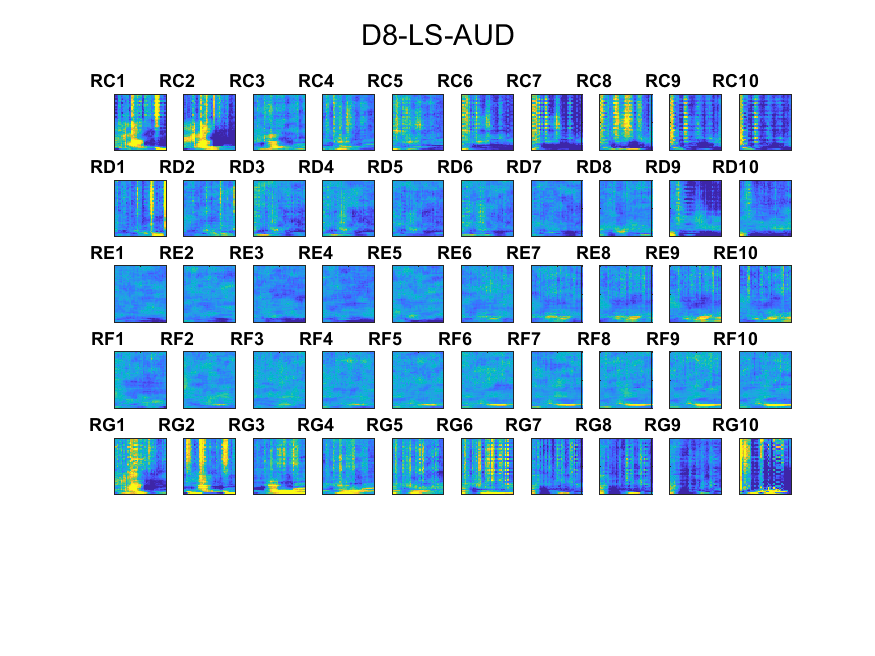 D8-LS-AUD
RC1 RC2 RC3 RC4 RC5 RC6 RC7 RC8 RC9 RC10
RD1 RD2 RD3 RD4 RD5 RD6 RD7 RD8 RD9 RD10
RE1 RE2 RE3 RE4 RE5 RE6 RE7 RE8 RE9 RE10
RF1 RF2 RF3 RF4 RF5 RF6 RF7 RF8 RF9 RF10
RG1 RG2 RG3 RG4 RG5 RG6 RG7 RG8 RG9 RG10